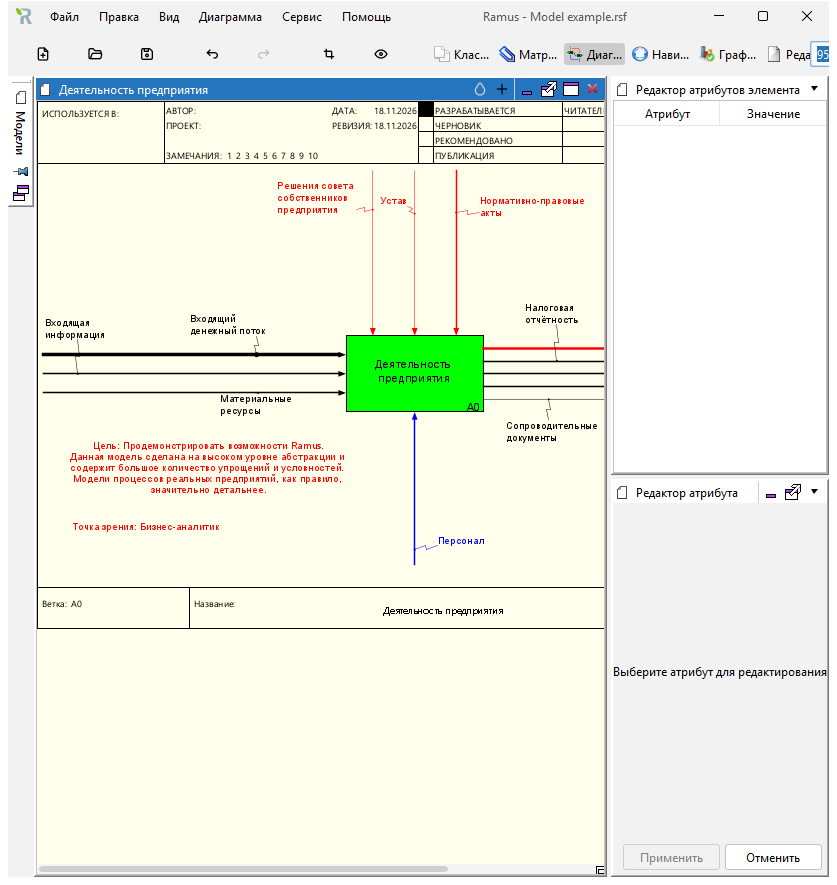 Ramus - Model example.rsf
Файл Правка Вид Диаграмма Сервис Помощь
Клас... Матр... Диаг... Нави... Граф... Реда 95
Модели
Деятельность предприятия
ИСПОЛЬЗУЕТСЯ В:
АВТОР: ДАТА: 18.11.2026
ПРОЕКТ: РЕВИЗИЯ: 18.11.2026
ЗАМЕЧАНИЯ: 1 2 3 4 5 6 7 8 9 10
РАЗРАБАТЫВАЕТСЯ
ЧЕРНОВИК
РЕКОМЕНДОВАНО
ПУБЛИКАЦИЯ
ЧИТАТЕЛ
Решения совета
собственников
предприятия
Устав
Нормативно-правовые
акты
Входящая
информация
Входящий
денежный поток
Материальные
ресурсы
Деятельность
предприятия
A0
Налоговая
отчётность
Сопроводительные
документы
Цель: Продемонстрировать возможности Ramus.
Данная модель сделана на высоком уровне абстракции и
содержит большое количество упрощений и условностей.
Модели процессов реальных предприятий, как правило,
значительно детальнее.
Точка зрения: Бизнес-аналитик
Персонал
Ветка: A0
Название:
Деятельность предприятия
Редактор атрибутов элемента
Атрибут Значение
Редактор атрибута
Выберите атрибут для редактирования
Применить Отменить